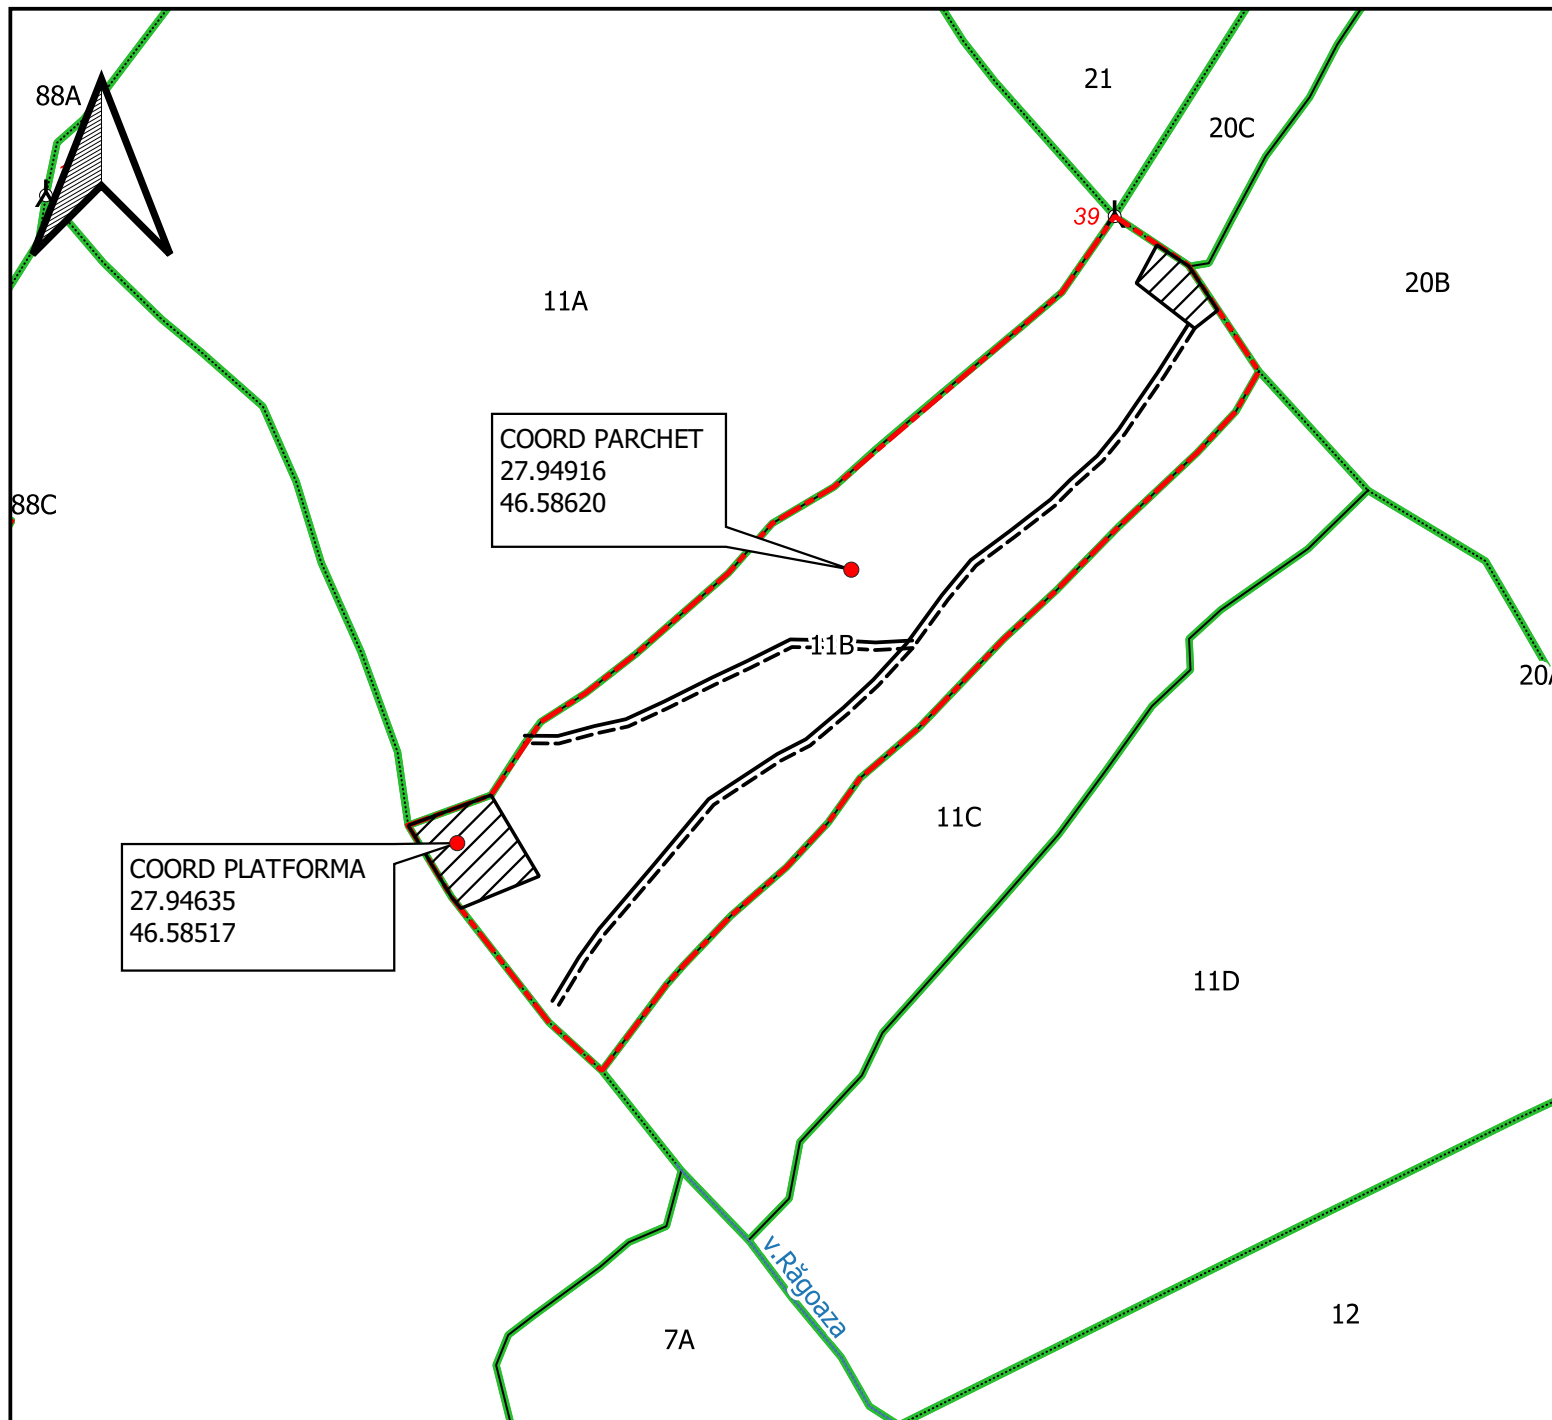 88A
21
20C
39
20B
11A
COORD PARCHET
27.94916
46.58620
88C
11B
20A
11C
COORD PLATFORMA
27.94635
46.58517
11D
v.Răgoaza
12
7A